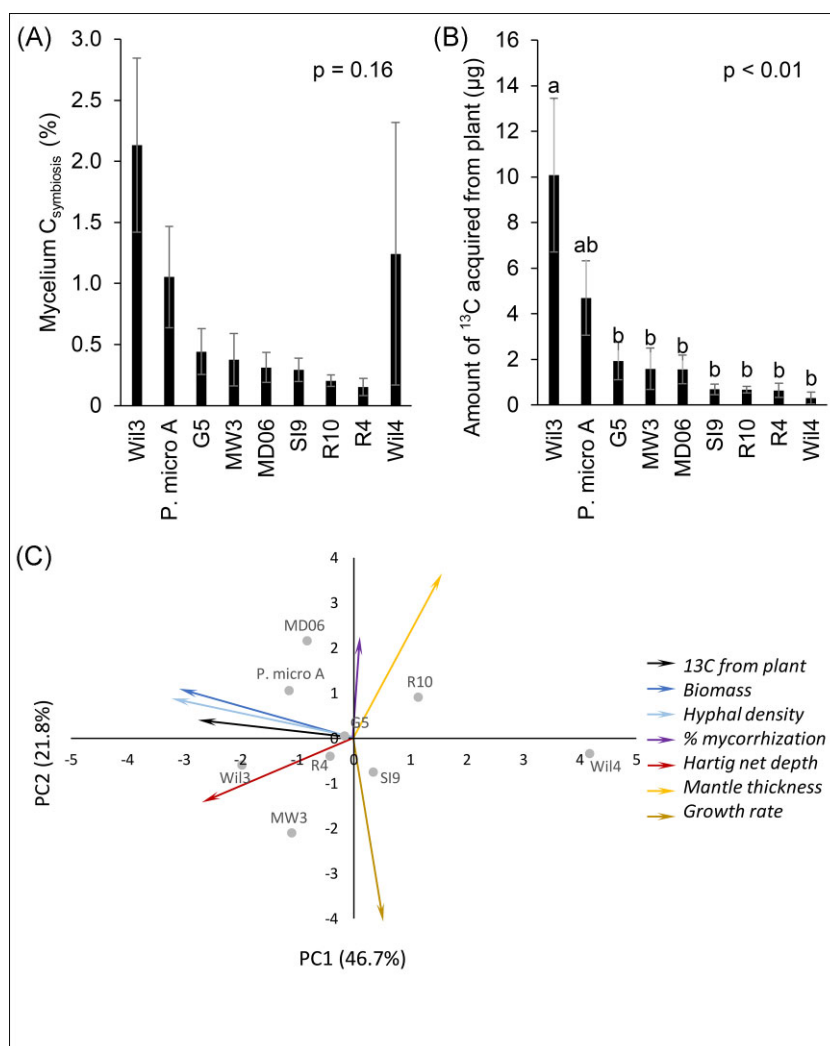 (A)
3.0
2.5
2.0
1.5
1.0
0.5
0
Mycelium Csymbiosis (%)
p = 0.16
Wil3
P. micro A
G5
MW3
MD06
SI9
R10
R4
Wil4
(B)
16
14
12
10
8
6
4
2
0
Amount of 13C acquired from plant (µg)
p < 0.01
a
ab
b
b
b
b
b
b
b
Wil3
P. micro A
G5
MW3
MD06
SI9
R10
R4
Wil4
(C)
4
3
2
1
0
-1
-2
-3
-4
-5
-4
-3
-2
-1
0
1
2
3
4
5
PC2 (21.8%)
PC1 (46.7%)
MD06
P. micro A
R10
G5
R4
Wil3
SI9
Wil4
MW3
13C from plant
Biomass
Hyphal density
% mycorrhization
Hartig net depth
Mantle thickness
Growth rate